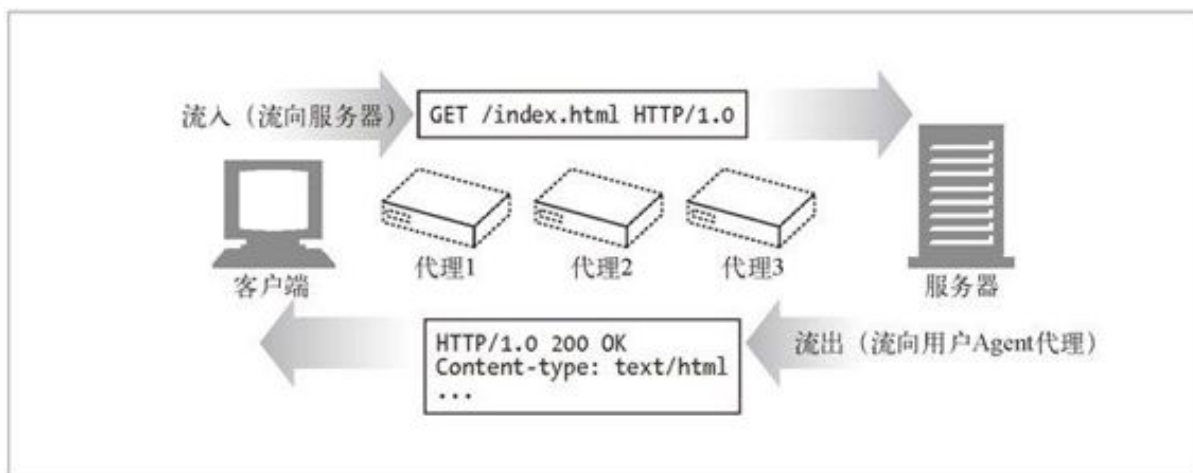 流入（流向服务器）
GET /index.html HTTP/1.0
客户端
代理1
代理2
代理3
服务器
HTTP/1.0 200 OK
Content-type: text/html
...
流出（流向用户Agent代理）